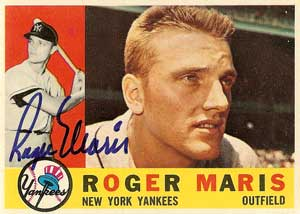 Roger Maris
Yankees
ROGER MARIS
NEW YORK YANKEES
OUTFIELD